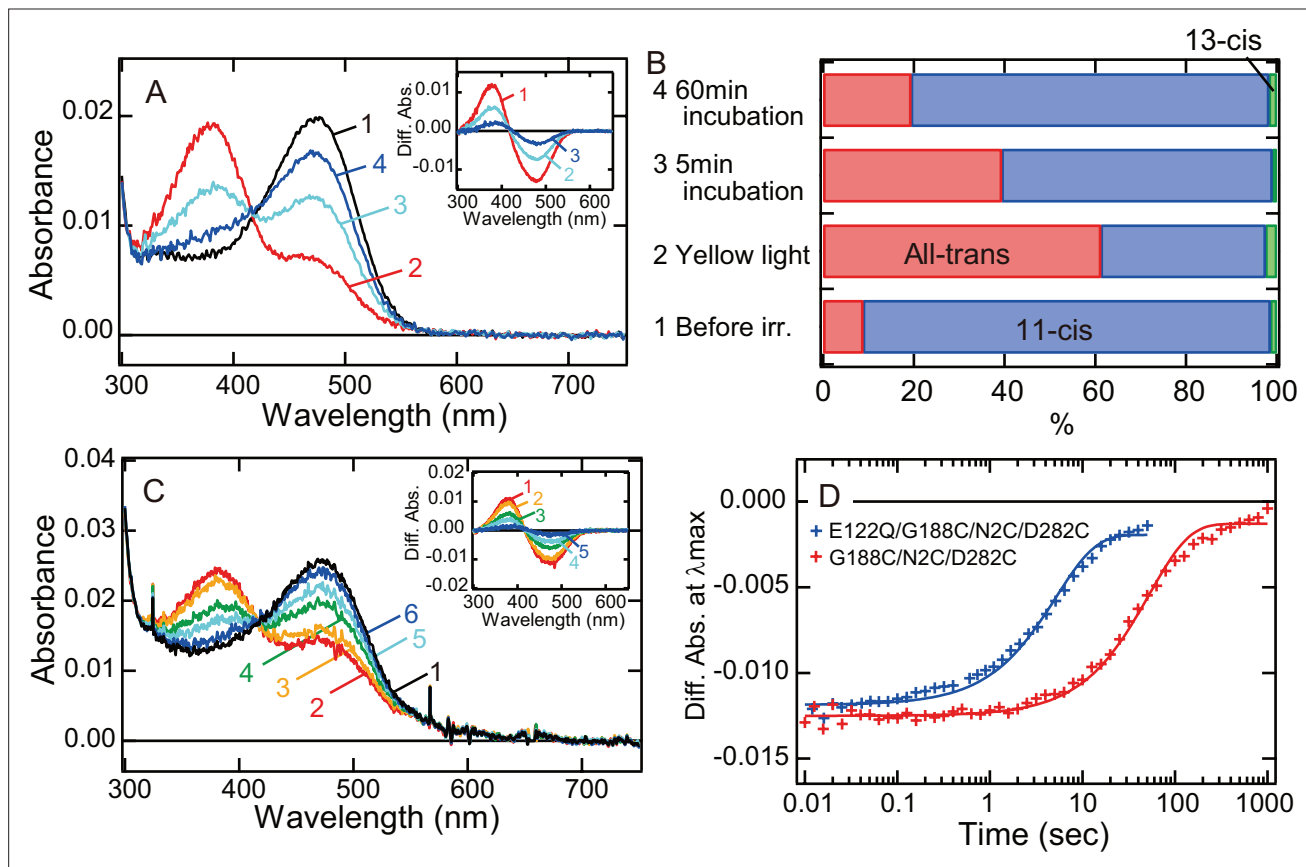 A
Absorbance
0.02
0.01
0.00
300
400
500
600
700
Wavelength (nm)
1
4
3
2
Diff. Abs.
0.01
0.00
-0.01
300 400 500 600
Wavelength (nm)
1
3
2
B
13-cis
4 60min
incubation
3 5min
incubation
2 Yellow light
1 Before irr.
All-trans
11-cis
0
20
40
60
80
100
%
C
Absorbance
0.04
0.04
0.02
0.01
0.00
300
400
500
600
700
Wavelength (nm)
6
5
1
4
3
2
Diff. Abs.
0.02
0.01
0
-0.01
-0.02
300 400 500 600
Wavelength (nm)
1
2
3
5
4
D
Diff. Abs. at λmax
0.000
-0.005
-0.010
-0.015
E122Q/G188C/N2C/D282C
G188C/N2C/D282C
0.01
0.1
1
10
100
1000
Time (sec)